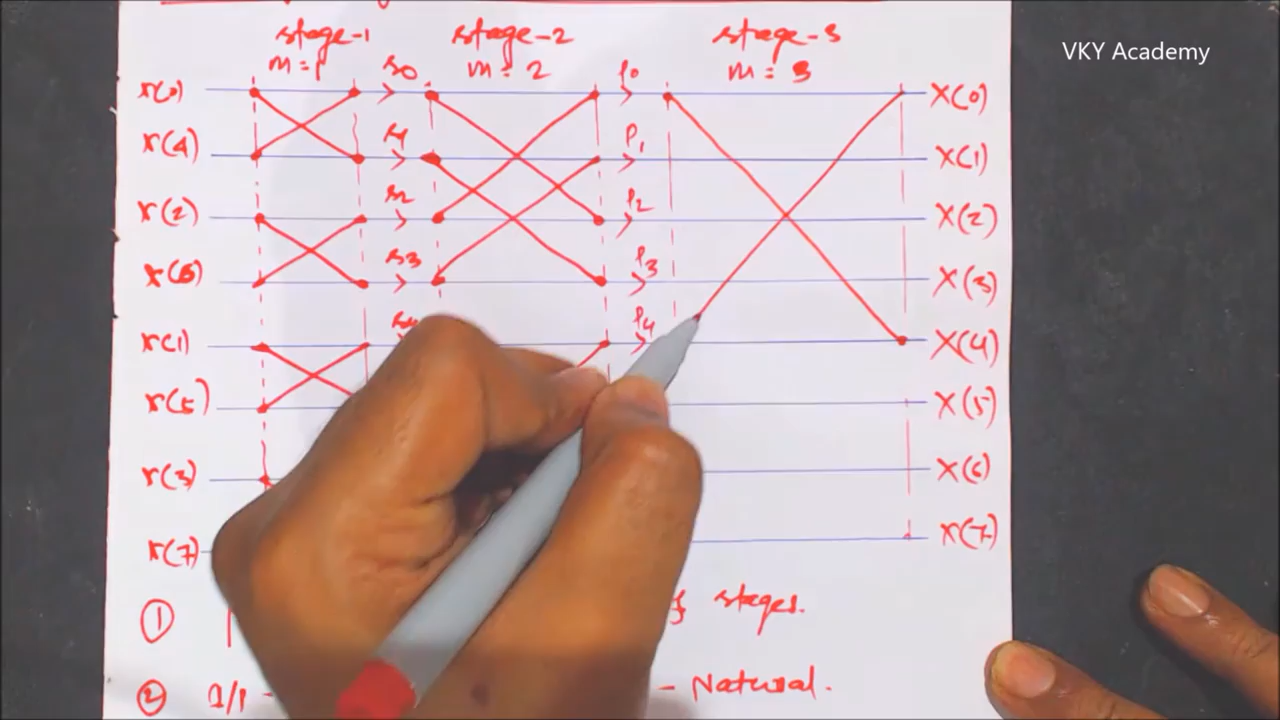 VKY Academy
stage-1 stage-2 stage-3
m = 1 m = 2 m = 3
x(0) s0 P0 X(0)
x(4) s1 P1 X(1)
x(2) s2 P2 X(2)
x(6) s3 P3 X(3)
x(1) s4 P4 X(4)
x(5) X(5)
x(3) X(6)
x(7) X(7)
① stages.
② I/P - - Natural.